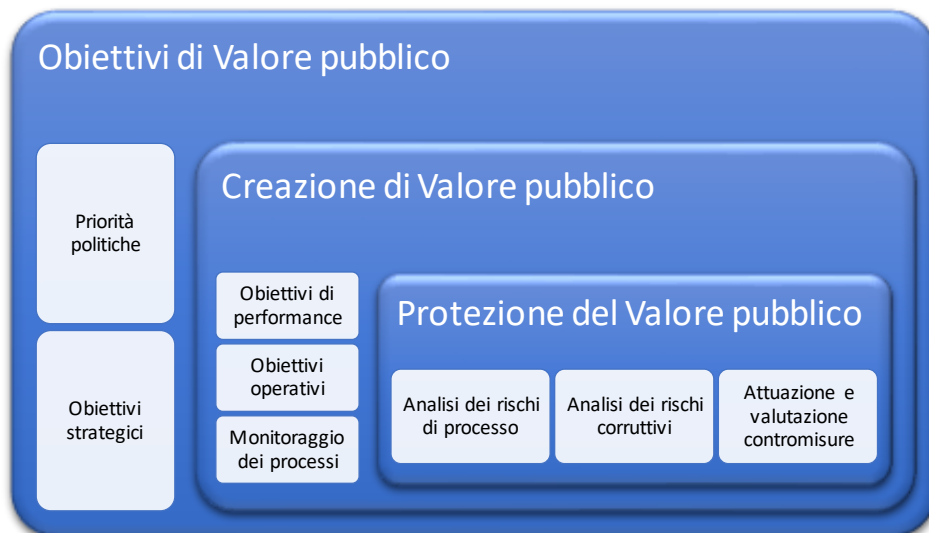 Obiettivi di Valore pubblico
Priorità
politiche
Obiettivi
strategici
Creazione di Valore pubblico
Obiettivi di
performance
Obiettivi
operativi
Monitoraggio
dei processi
Protezione del Valore pubblico
Analisi dei rischi
di processo
Analisi dei rischi
corruttivi
Attuazione e
valutazione
contromisure